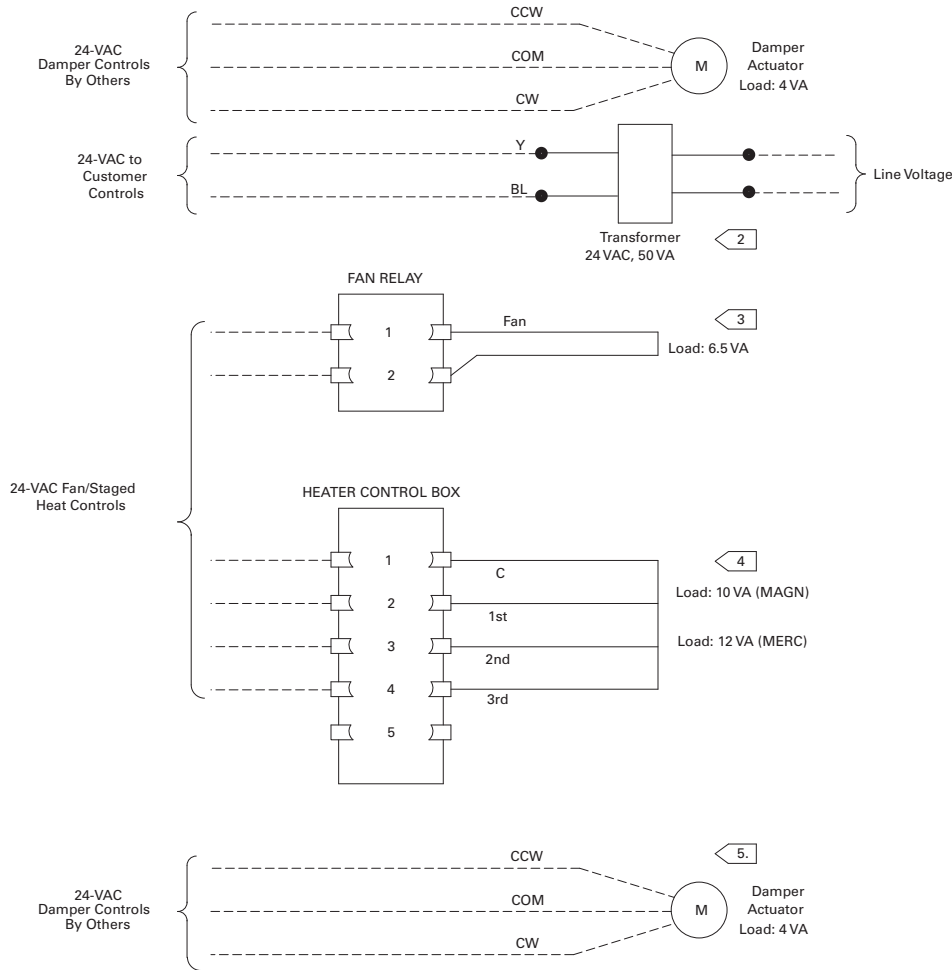 CCW
24-VAC
Damper Controls
By Others
COM
M
Damper
Actuator
Load: 4 VA
CW
24-VAC to
Customer
Controls
Y
BL
Line Voltage
Transformer
24 VAC, 50 VA
2
FAN RELAY
1
Fan
3
Load: 6.5 VA
2
24-VAC Fan/Staged
Heat Controls
HEATER CONTROL BOX
1
C
4
Load: 10 VA (MAGN)
2
1st
3
2nd
Load: 12 VA (MERC)
4
3rd
5
5.
CCW
24-VAC
Damper Controls
By Others
COM
M
Damper
Actuator
Load: 4 VA
CW